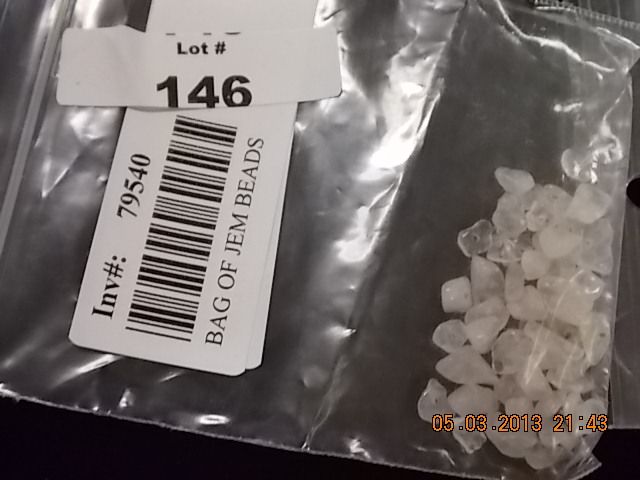 Lot #
146
Inv#: 79540
BAG OF JEM BEADS
05.03.2013 21:43